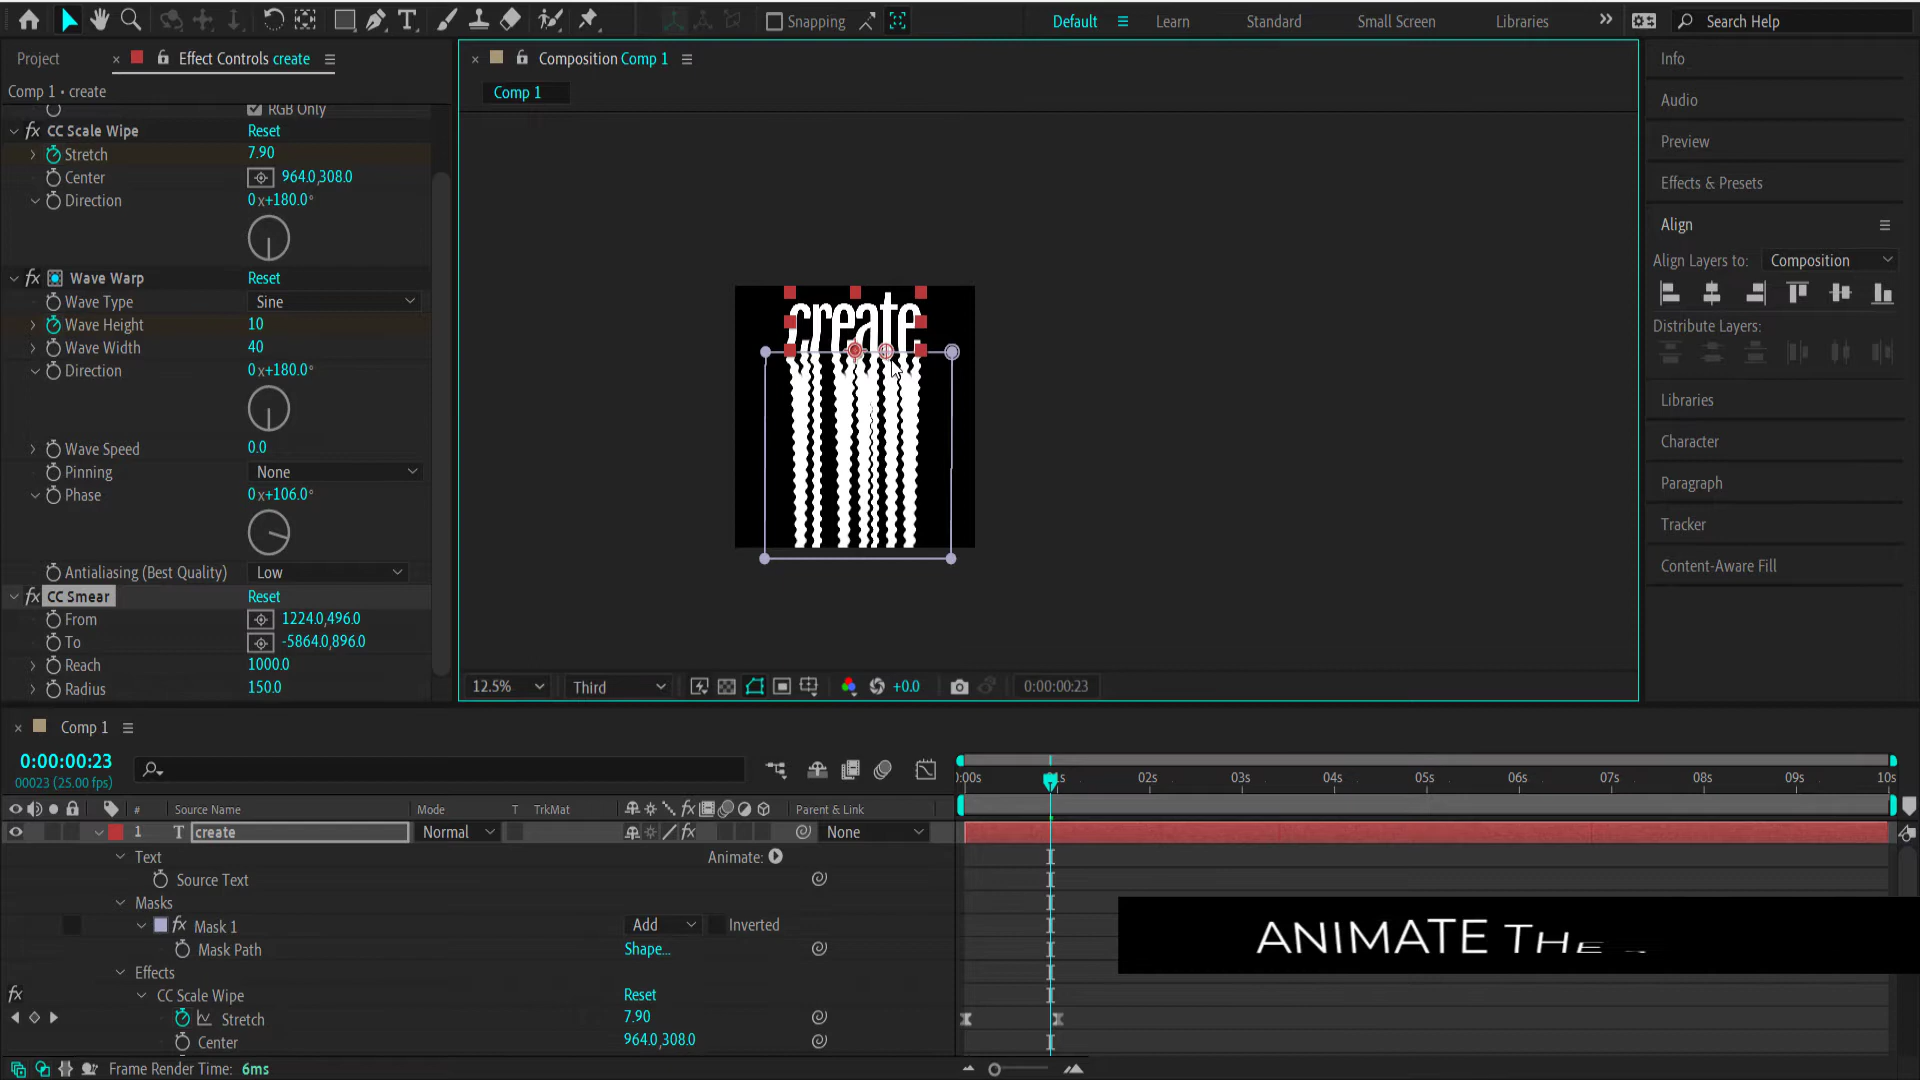 Snapping
Default
Learn
Standard
Small Screen
Libraries
Search Help
Project
Effect Controls create
Composition Comp 1
Info
Comp 1 • create
Comp 1
Audio
RGB Only
CC Scale Wipe
Reset
Stretch
7.90
Center
964.0,308.0
Direction
0 x+180.0°
Wave Warp
Reset
Wave Type
Sine
Wave Height
10
Wave Width
40
Direction
0 x+180.0°
Wave Speed
0.0
Pinning
None
Phase
0 x+106.0°
Antialiasing (Best Quality)
Low
CC Smear
Reset
From
1224.0,496.0
To
-5864.0,896.0
Reach
1000.0
Radius
150.0
create
12.5%
Third
+0.0
0:00:00:23
Preview
Effects & Presets
Align
Align Layers to:
Composition
Distribute Layers:
Libraries
Character
Paragraph
Tracker
Content-Aware Fill
Comp 1
0:00:00:23
00023 (25.00 fps)
#
Source Name
Mode
T
TrkMat
fx
Parent & Link
:00s
02s
03s
04s
05s
06s
07s
08s
09s
10s
1
T
create
Normal
None
Text
Animate:
Source Text
Masks
Mask 1
Add
Inverted
Mask Path
Shape...
Effects
CC Scale Wipe
Reset
Stretch
7.90
Center
964.0,308.0
Frame Render Time: 6ms
ANIMATE THE